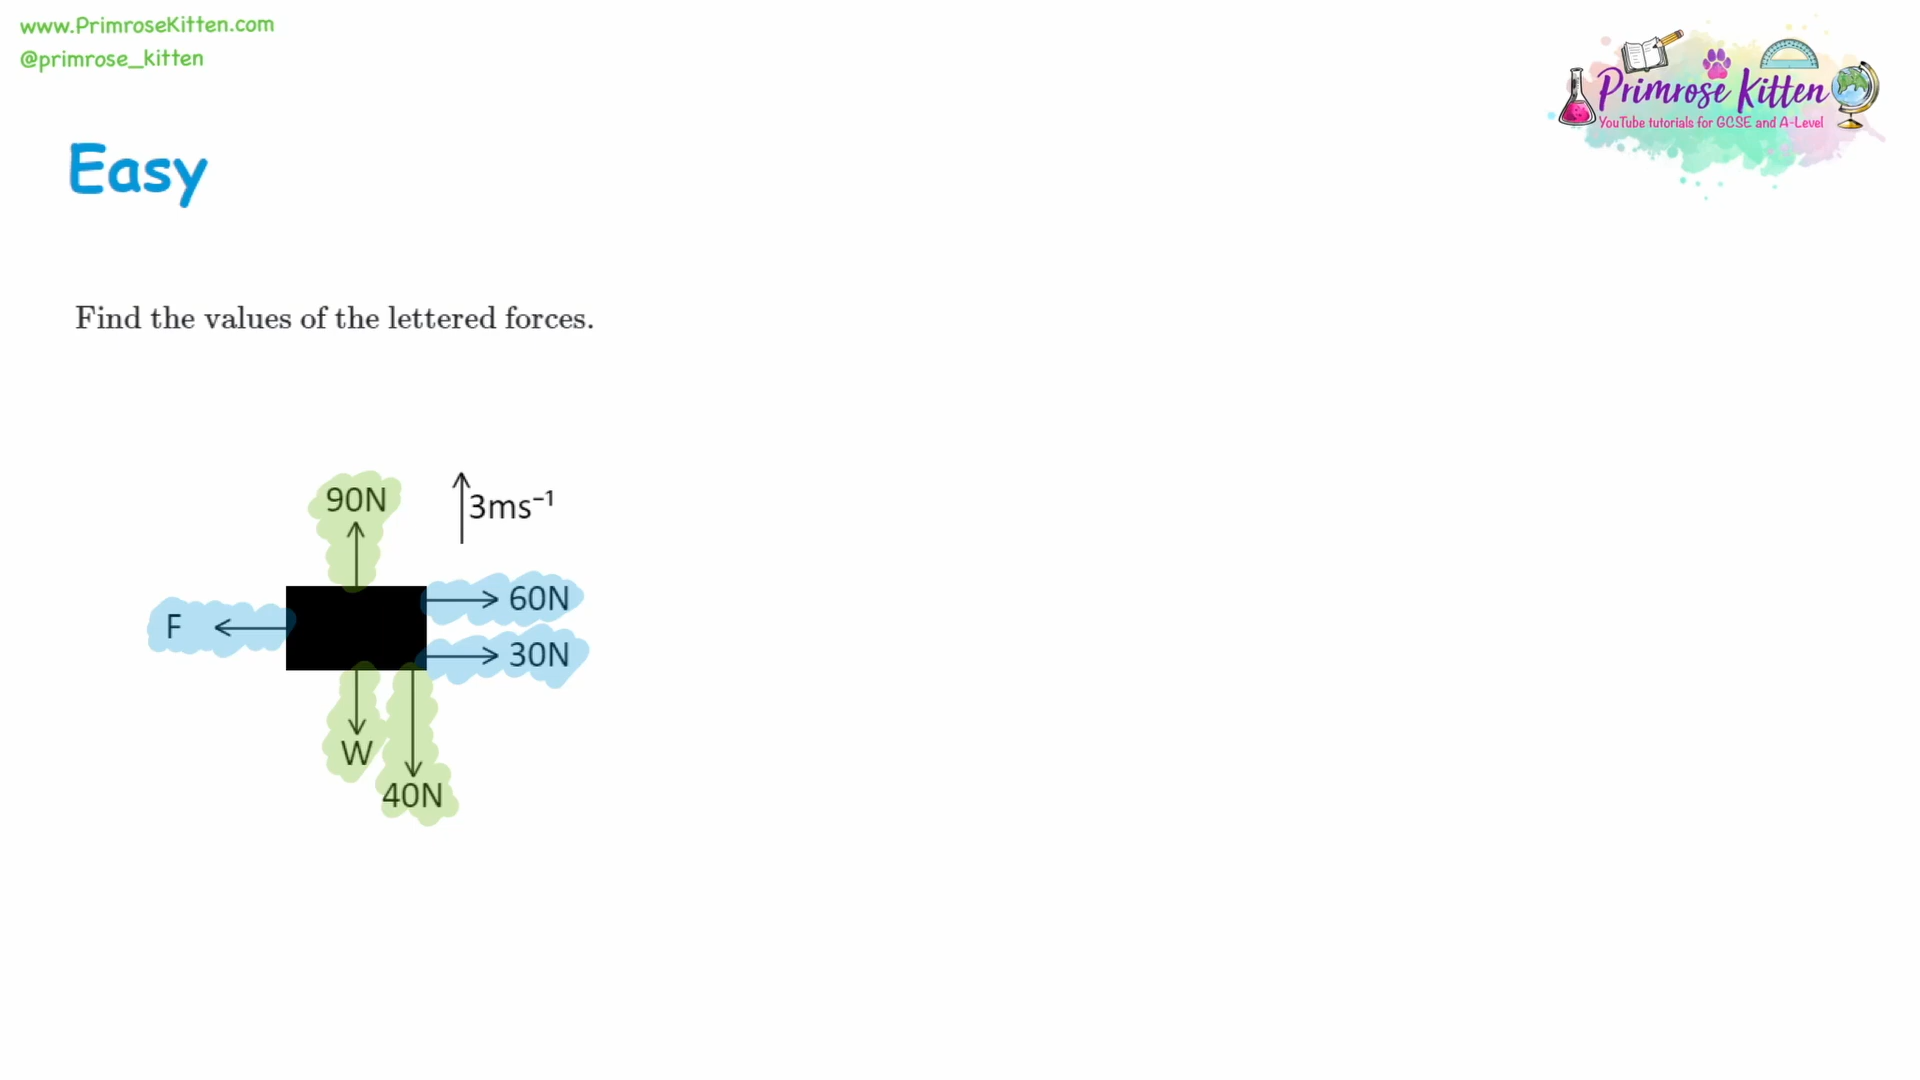 www.PrimroseKitten.com
@primrose_kitten
Primrose Kitten
YouTube tutorials for GCSE and A-Level
Easy
Find the values of the lettered forces.
90N
3ms⁻¹
60N
F
30N
W
40N